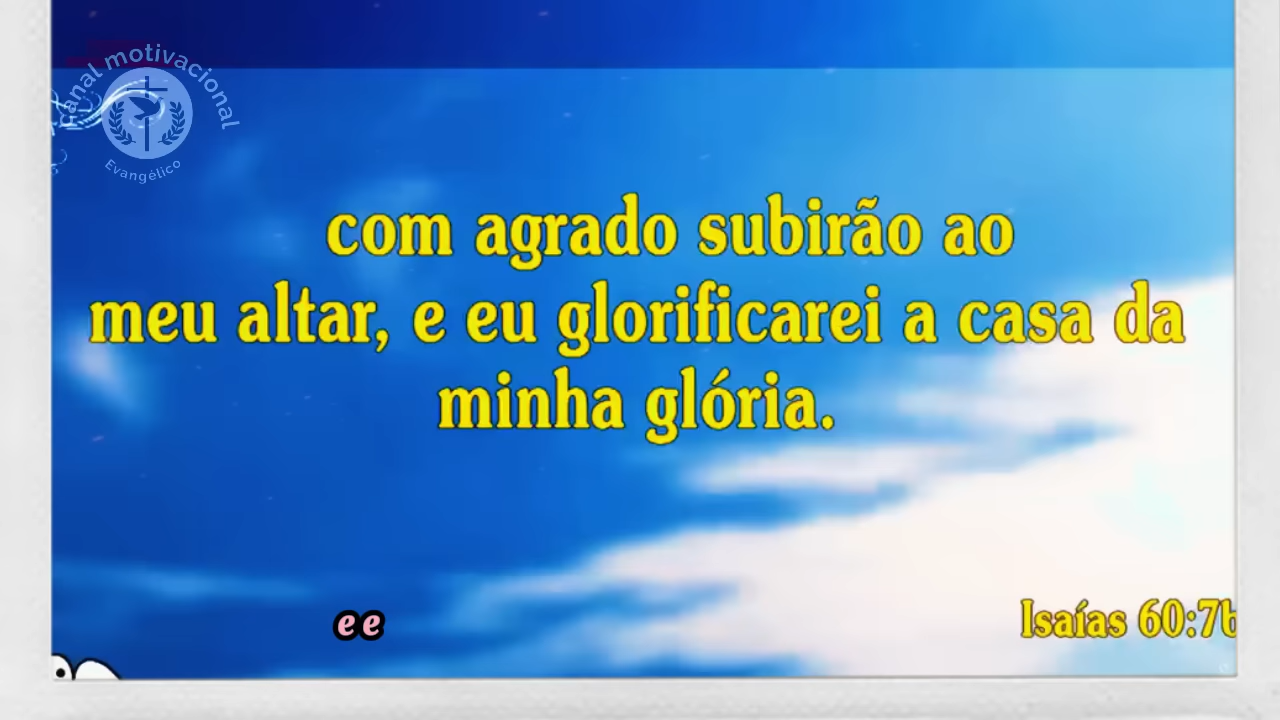 canal motivacional
Evangélico
com agrado subirão ao
meu altar, e eu glorificarei a casa da
minha glória.
ee
Isaías 60:7b